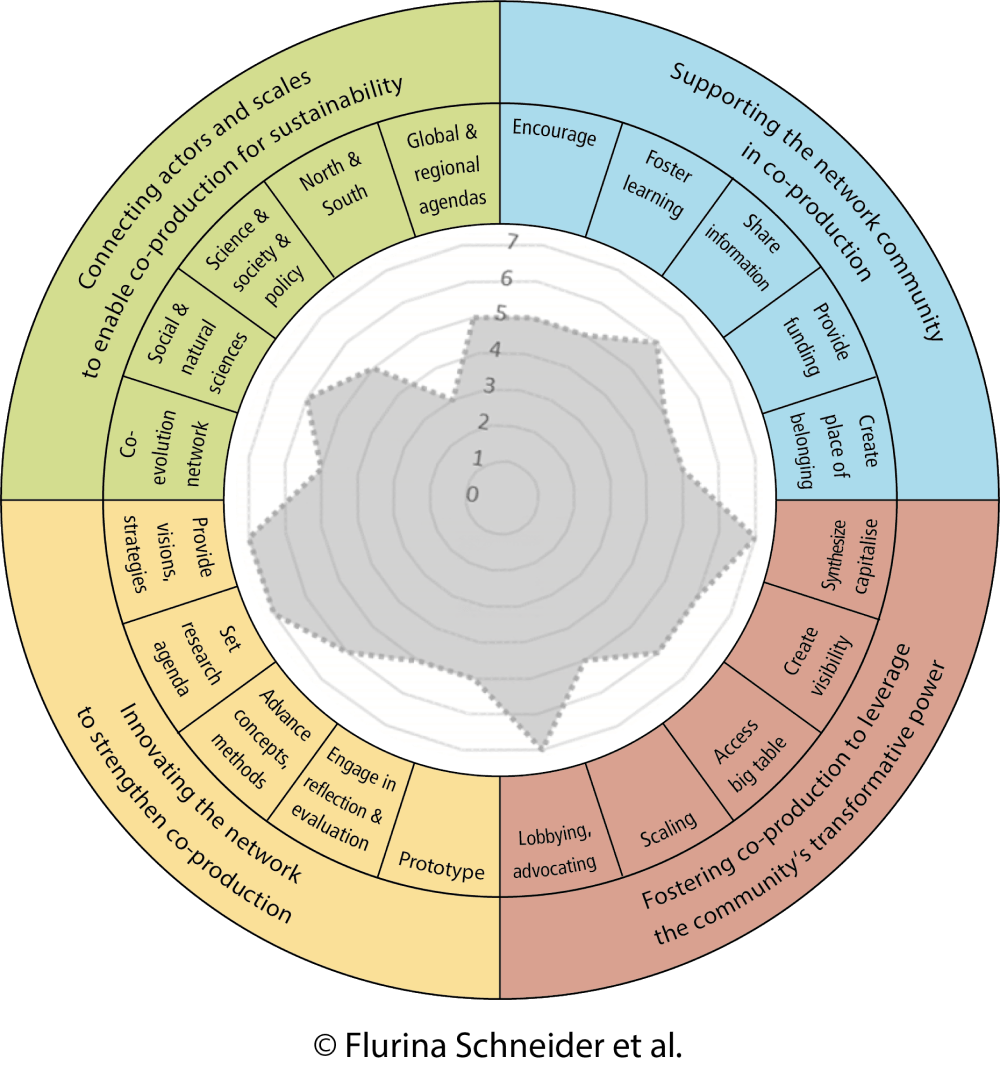 Connecting actors and scales
to enable co-production for sustainability
Global &
regional
agendas
North &
South
Science &
society &
policy
Social &
natural
sciences
Co-
evolution
network
Supporting the network community
in co-production
Encourage
Foster
learning
Share
information
Provide
funding
Create
place of
belonging
7
6
5
4
3
2
1
0
Synthesize
capitalise
Create
visibility
Access
big table
Scaling
Lobbying,
advocating
Fostering co-production to leverage
the community's transformative power
Provide
visions,
strategies
Set
research
agenda
Advance
concepts,
methods
Engage in
reflection &
evaluation
Prototype
Innovating the network
to strengthen co-production
© Flurina Schneider et al.